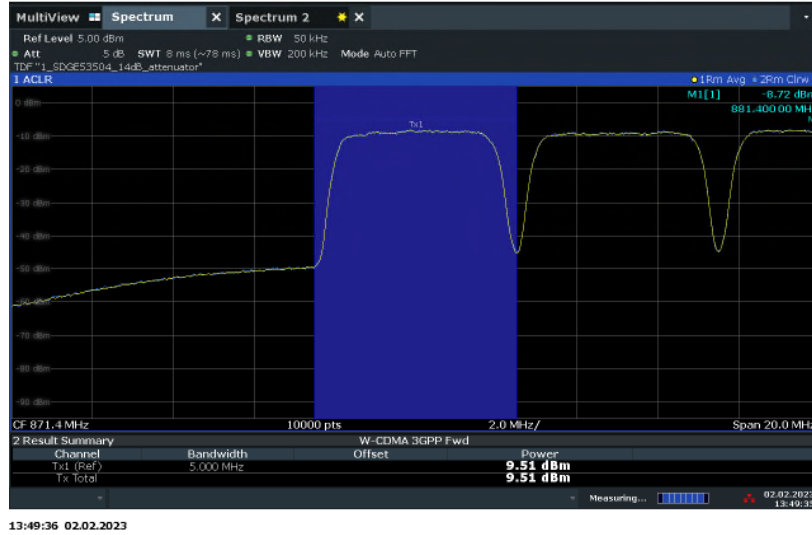 MultiView Spectrum X Spectrum 2 X
Ref Level 5.00 dBm RBW 50 kHz
Att 5 dB SWT 8 ms (~78 ms) VBW 200 kHz Mode Auto FFT
TDF "1_SDGE53504_14dB_attenuator"
1 ACLR 1Rm Avg 2Rm Clrw
M1[1] -8.72 dBm
881.400 00 MH
0 dBm
Tx1
-10 dBm
-20 dBm
-30 dBm
-40 dBm
-50 dBm
-60 dBm
-70 dBm
-80 dBm
-90 dBm
CF 871.4 MHz 10000 pts 2.0 MHz/ Span 20.0 MHz
2 Result Summary W-CDMA 3GPP Fwd
Channel Bandwidth Offset Power
Tx1 (Ref) 5.000 MHz 9.51 dBm
Tx Total 9.51 dBm
Measuring... 02.02.2023
13:49:35
13:49:36 02.02.2023